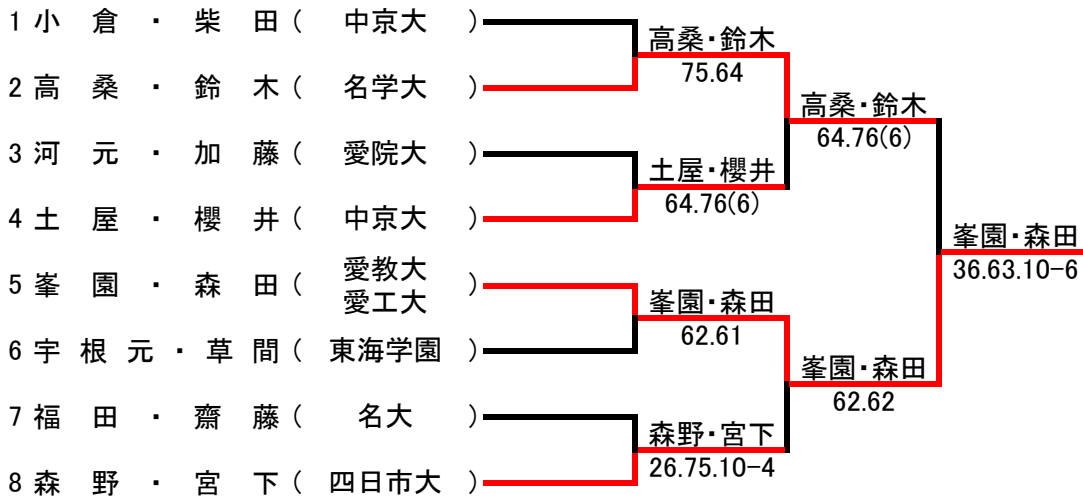 1 小倉・柴田（ 中京大 ）
2 高桑・鈴木（ 名学大 ）
3 河元・加藤（ 愛院大 ）
4 土屋・櫻井（ 中京大 ）
5 峯園・森田（ 愛教大 愛工大 ）
6 宇根元・草間（ 東海学園 ）
7 福田・齋藤（ 名大 ）
8 森野・宮下（ 四日市大 ）
高桑・鈴木
75.64
土屋・櫻井
64.76(6)
峯園・森田
62.61
森野・宮下
26.75.10-4
高桑・鈴木
64.76(6)
峯園・森田
62.62
峯園・森田
36.63.10-6